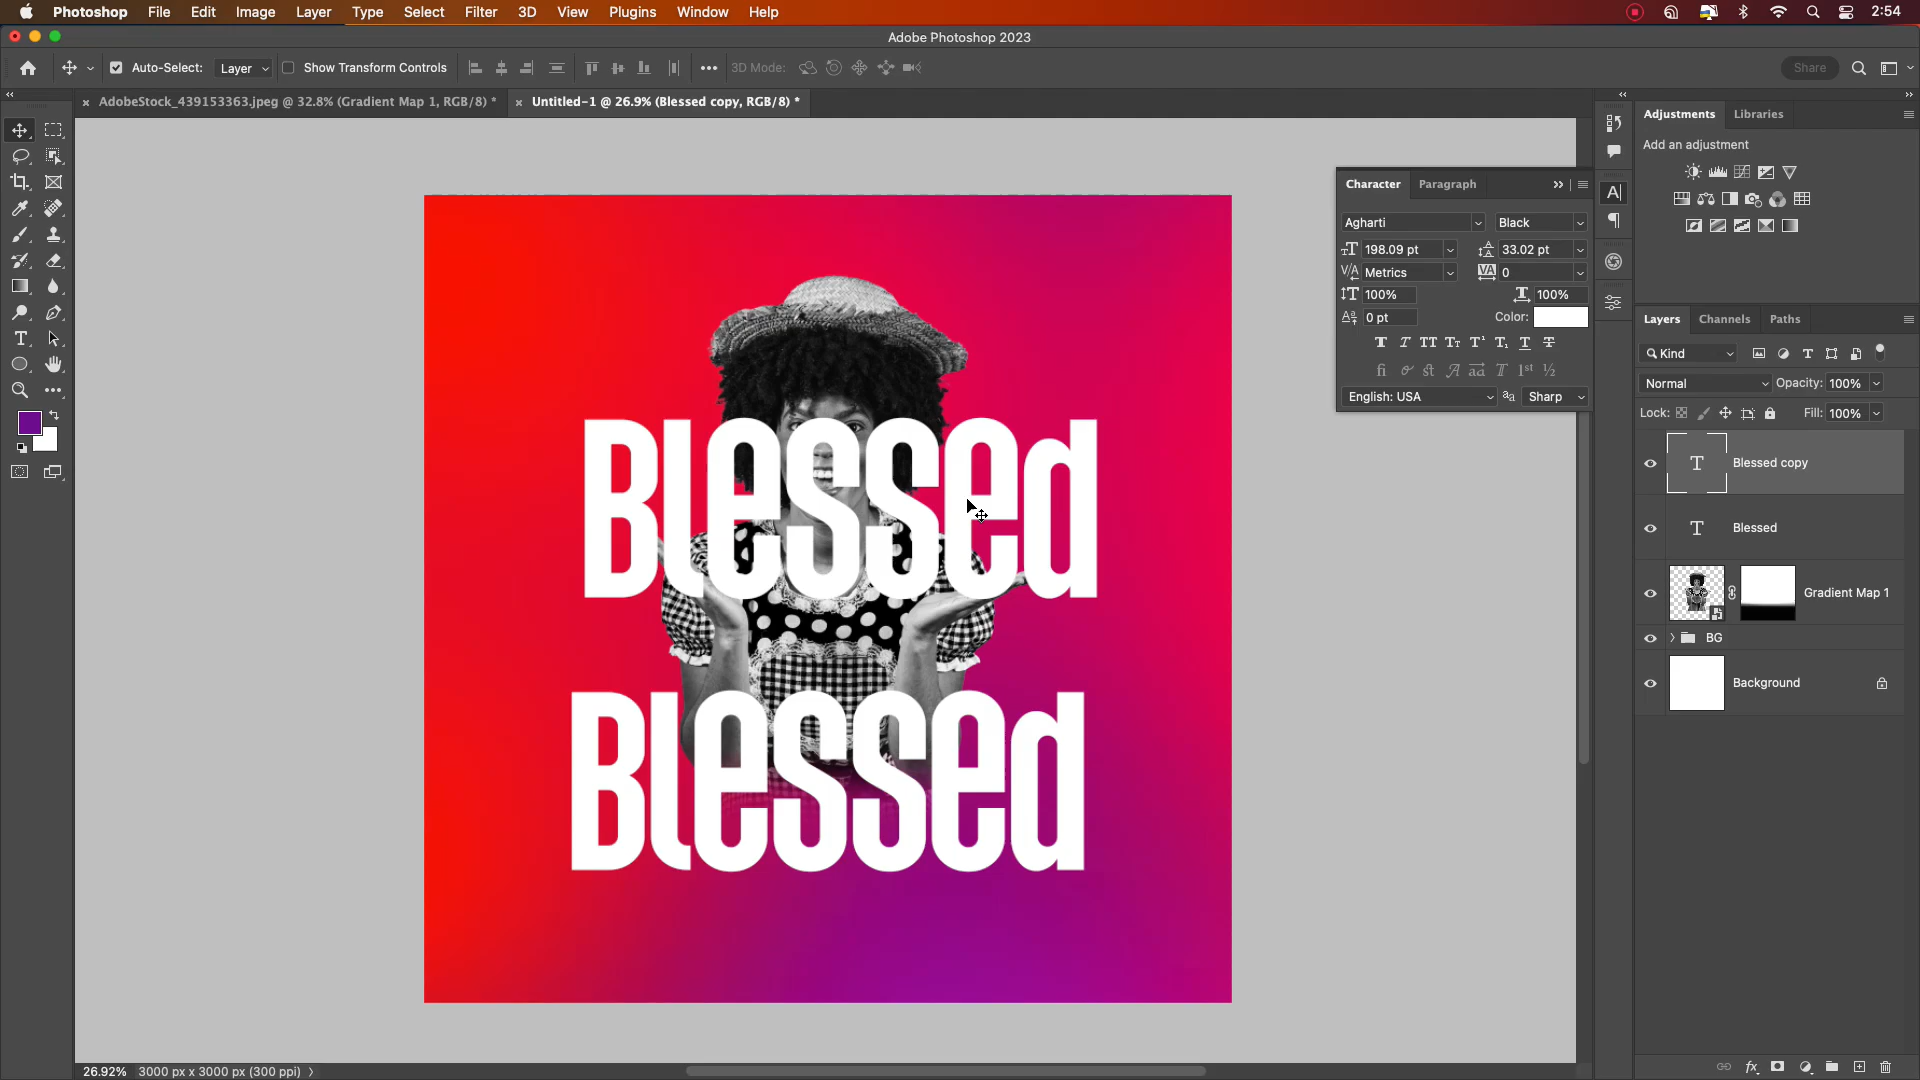 Photoshop File Edit Image Layer Type Select Filter 3D View Plugins Window Help 2:54
Adobe Photoshop 2023
Auto-Select: Layer Show Transform Controls 3D Mode: Share
AdobeStock_439153363.jpeg @ 32.8% (Gradient Map 1, RGB/8) * Untitled-1 @ 26.9% (Blessed copy, RGB/8) *
Adjustments Libraries
Add an adjustment
Character Paragraph
Agharti Black
198.09 pt 33.02 pt
Metrics 0
100% 100%
0 pt Color:
English: USA Sharp
Layers Channels Paths
Kind
Normal Opacity: 100%
Lock: Fill: 100%
Blessed copy
Blessed
Gradient Map 1
BG
Background
Blessed
Blessed
26.92% 3000 px x 3000 px (300 ppi)